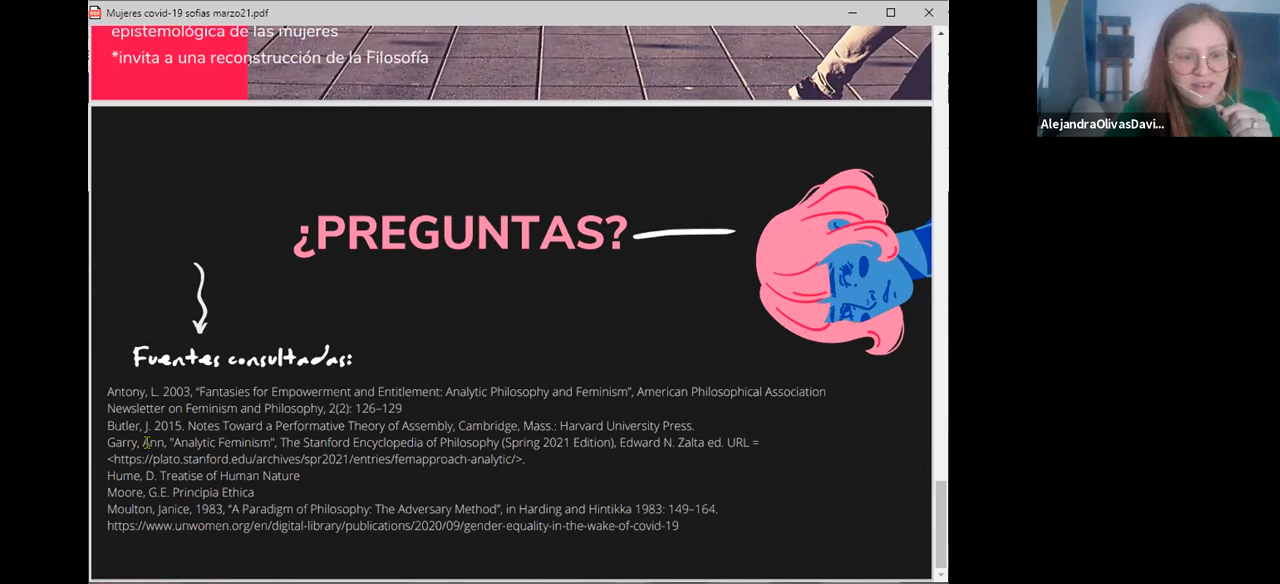 Mujeres covid-19 sofias marzo21.pdf
epistemológica de las mujeres
*invita a una reconstrucción de la Filosofía
AlejandraOlivasDavi...
¿PREGUNTAS?
Fuentes consultadas:
Antony, L. 2003, “Fantasies for Empowerment and Entitlement: Analytic Philosophy and Feminism”, American Philosophical Association
Newsletter on Feminism and Philosophy, 2(2): 126–129
Butler, J. 2015. Notes Toward a Performative Theory of Assembly, Cambridge, Mass.: Harvard University Press.
Garry, Ann, "Analytic Feminism", The Stanford Encyclopedia of Philosophy (Spring 2021 Edition), Edward N. Zalta ed. URL =
<https://plato.stanford.edu/archives/spr2021/entries/femapproach-analytic/>.
Hume, D. Treatise of Human Nature
Moore, G.E. Principia Ethica
Moulton, Janice, 1983, “A Paradigm of Philosophy: The Adversary Method”, in Harding and Hintikka 1983: 149–164.
https://www.unwomen.org/en/digital-library/publications/2020/09/gender-equality-in-the-wake-of-covid-19